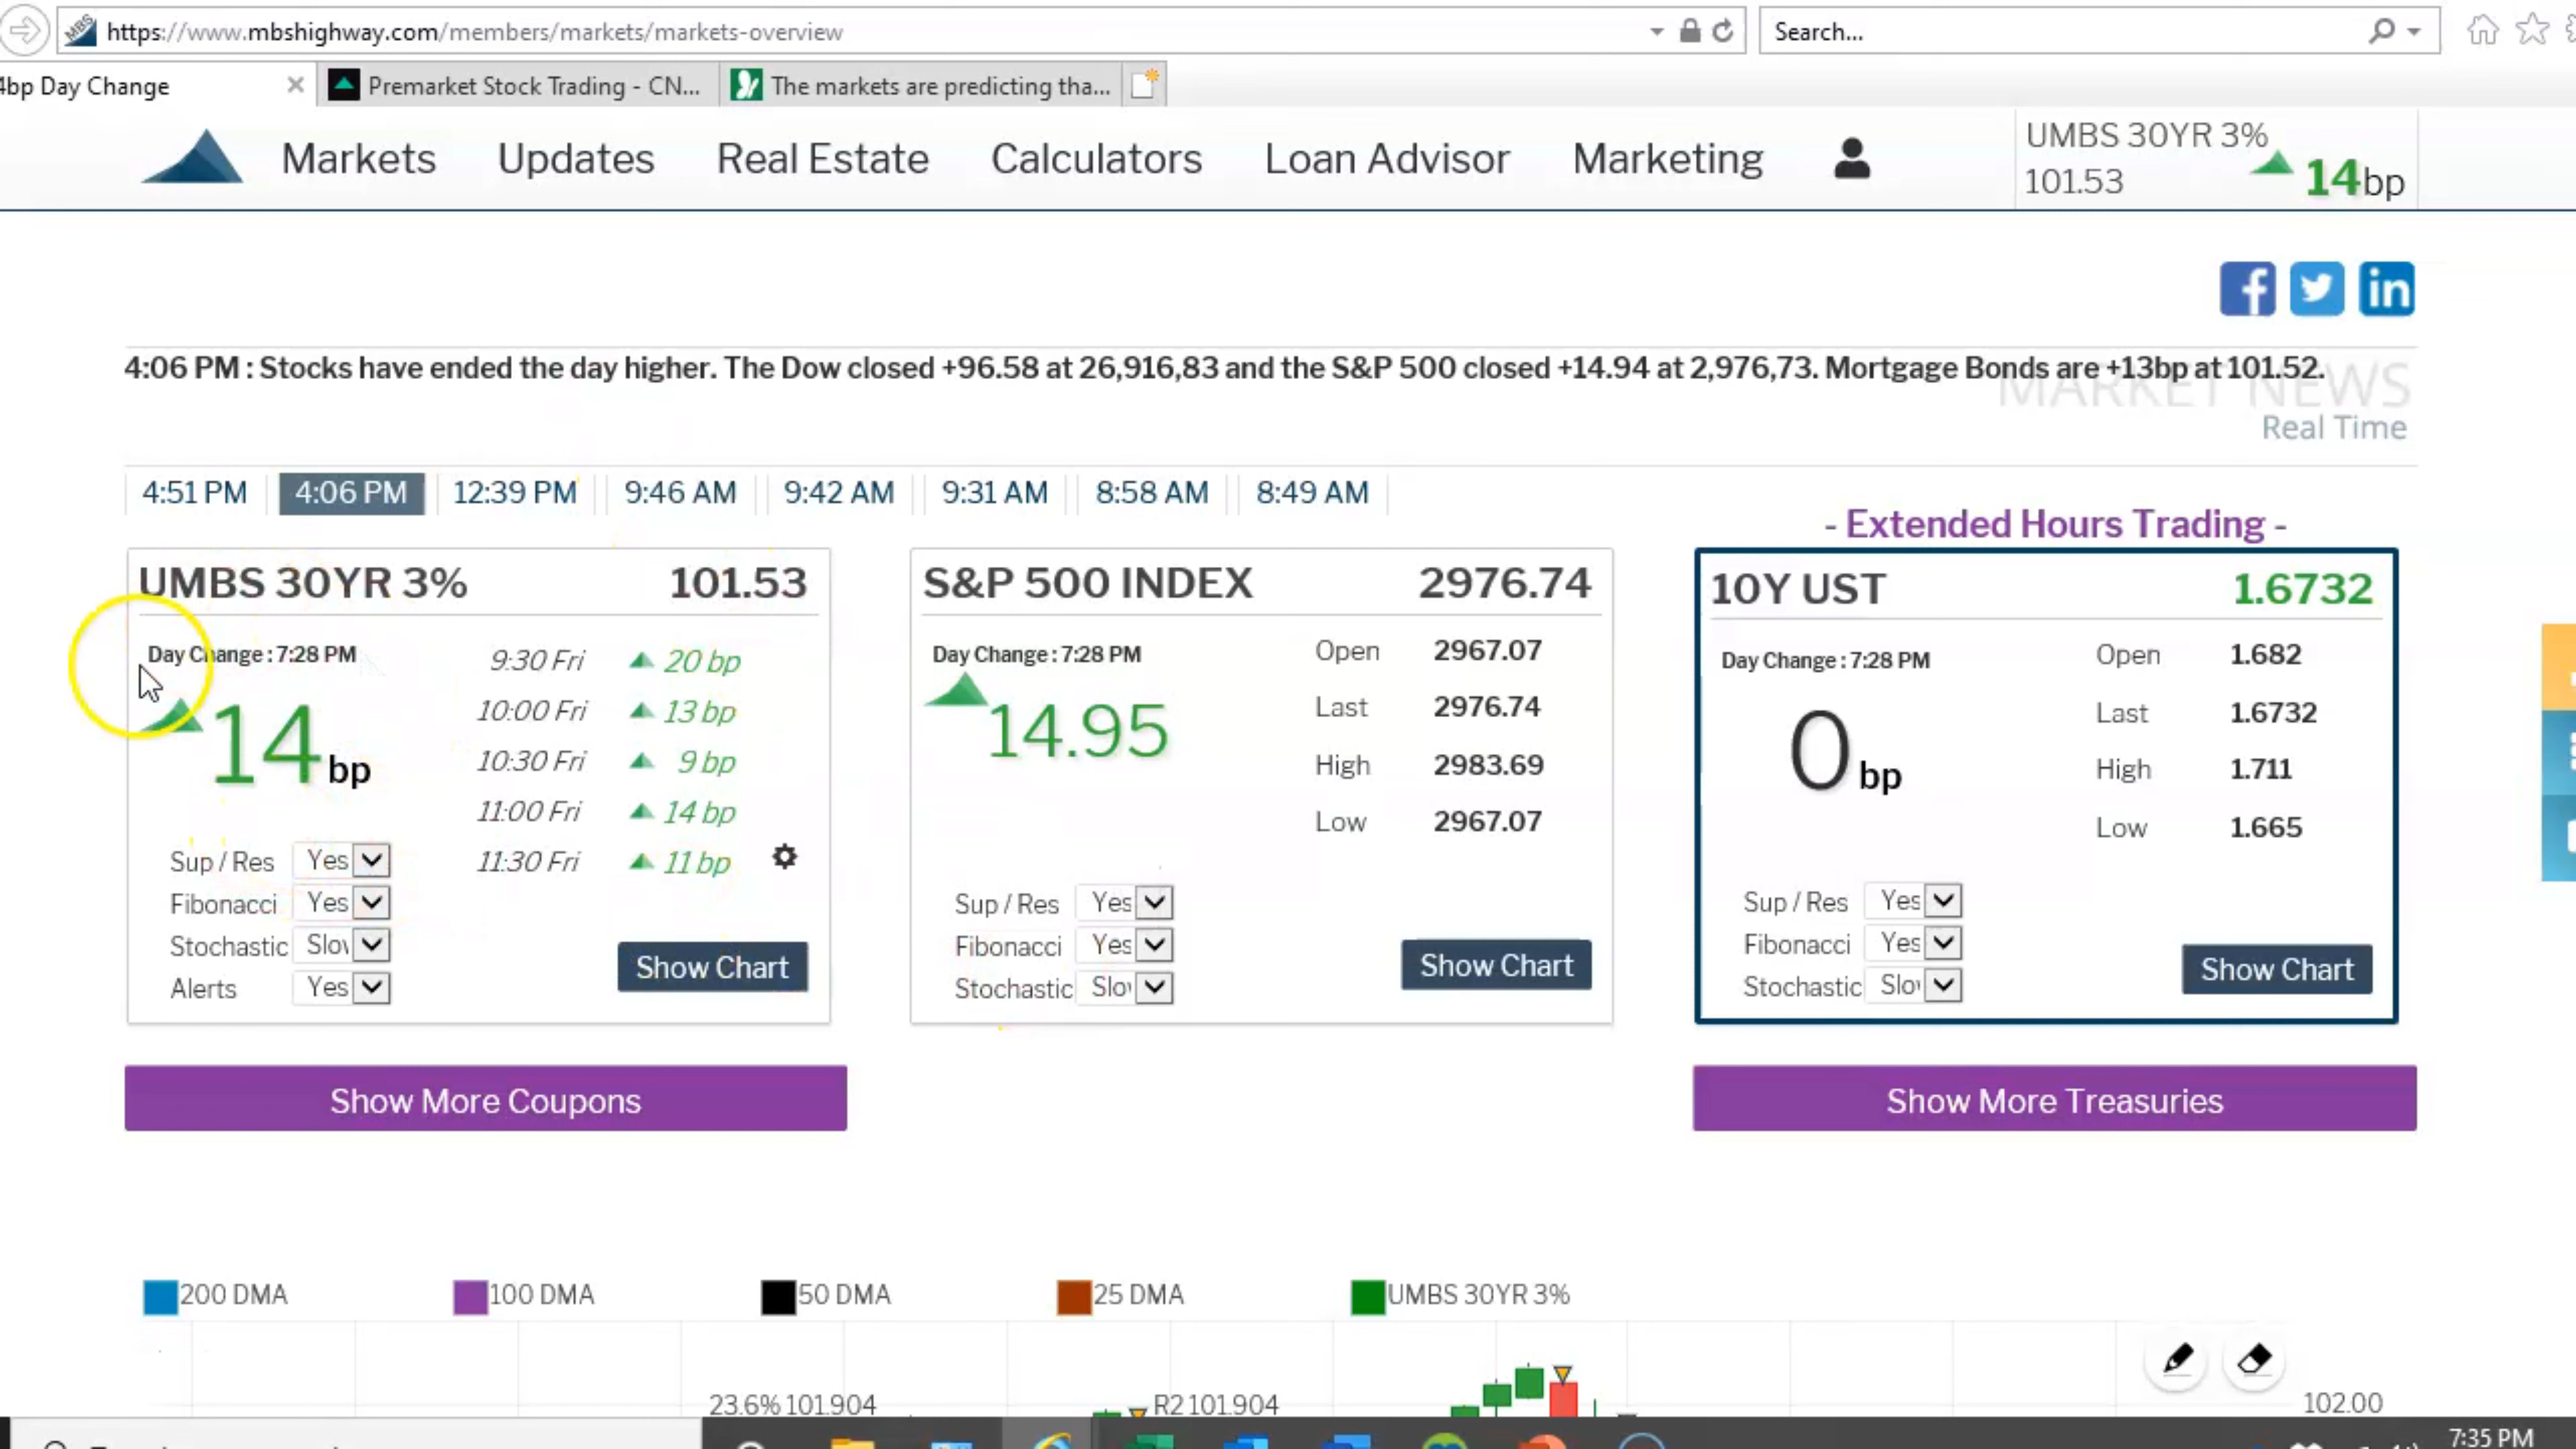 https://www.mbshighway.com/members/markets/markets-overview
Search...
4bp Day Change
Premarket Stock Trading - CN...
The markets are predicting tha...
MBS
Markets
Updates
Real Estate
Calculators
Loan Advisor
Marketing
UMBS 30YR 3%
101.53
14bp
4:06 PM : Stocks have ended the day higher. The Dow closed +96.58 at 26,916,83 and the S&P 500 closed +14.94 at 2,976,73. Mortgage Bonds are +13bp at 101.52.
MARKET NEWS
Real Time
4:51 PM
4:06 PM
12:39 PM
9:46 AM
9:42 AM
9:31 AM
8:58 AM
8:49 AM
- Extended Hours Trading -
UMBS 30YR 3% 101.53
Day Change : 7:28 PM
14 bp
9:30 Fri 20 bp
10:00 Fri 13 bp
10:30 Fri 9 bp
11:00 Fri 14 bp
11:30 Fri 11 bp
Sup / Res Yes
Fibonacci Yes
Stochastic Slov
Alerts Yes
Show Chart
S&P 500 INDEX 2976.74
Day Change : 7:28 PM
14.95
Open 2967.07
Last 2976.74
High 2983.69
Low 2967.07
Sup / Res Yes
Fibonacci Yes
Stochastic Slo
Show Chart
10Y UST 1.6732
Day Change : 7:28 PM
0 bp
Open 1.682
Last 1.6732
High 1.711
Low 1.665
Sup / Res Yes
Fibonacci Yes
Stochastic Slo
Show Chart
Show More Coupons
Show More Treasuries
200 DMA
100 DMA
50 DMA
25 DMA
UMBS 30YR 3%
23.6% 101.904
R2 101.904
102.00
7:35 PM